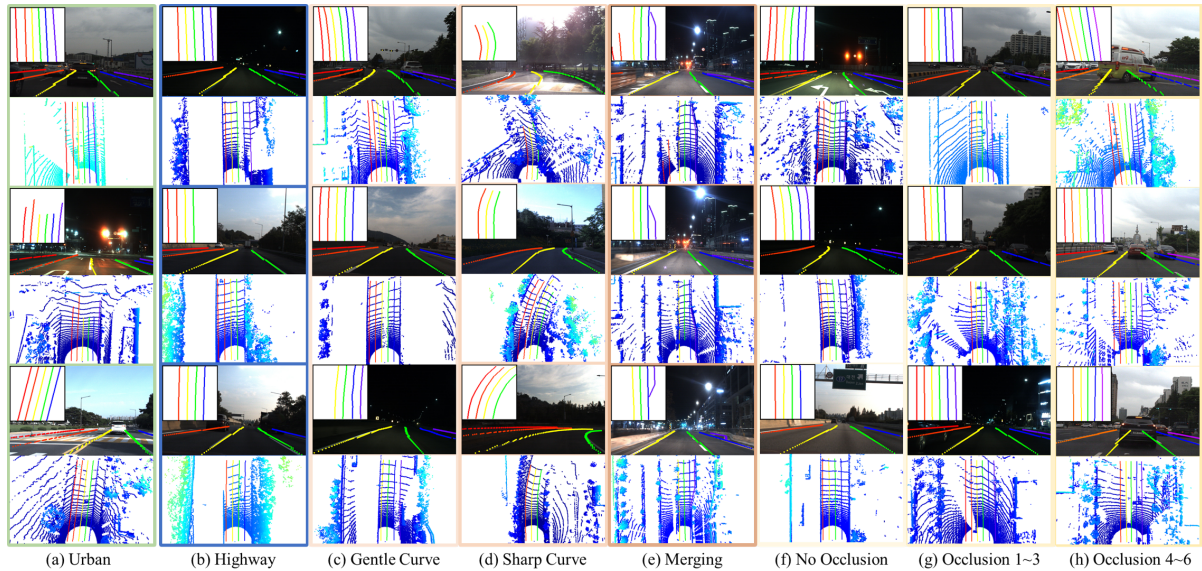 (a) Urban
(b) Highway
(c) Gentle Curve
(d) Sharp Curve
(e) Merging
(f) No Occlusion
(g) Occlusion 1~3
(h) Occlusion 4~6